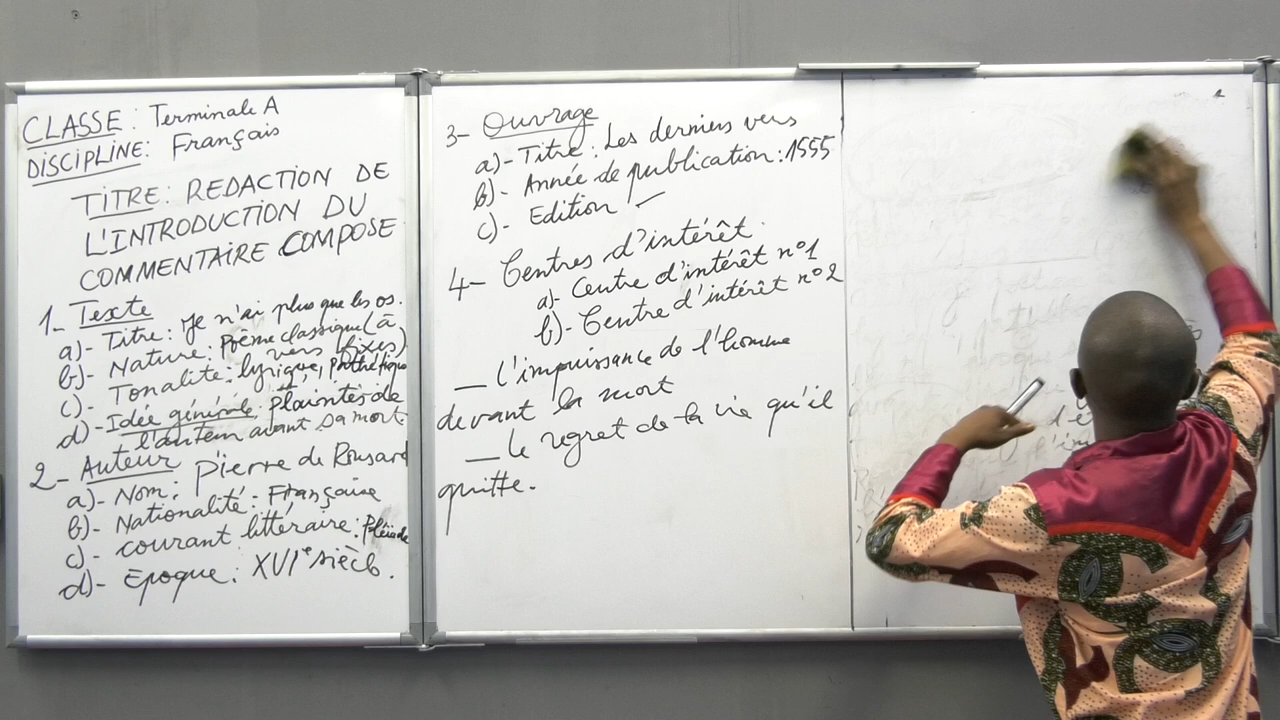 CLASSE : Terminale A
DISCIPLINE: Français
TITRE: REDACTION DE
L'INTRODUCTION DU
COMMENTAIRE COMPOSE
1- Texte
a)- Titre: Je n'ai plus que les os.
b)- Nature: Poème classique (à
vers fixes)
c)- Tonalité: lyrique, Pathétique
d)- Idée générale: plaintes de
l'auteur avant sa mort
2- Auteur
a)- Nom: Pierre de Ronsard
b)- Nationalité: Française
c)- courant littéraire: Pléiade
d)- Epoque: XVIe siècle.
3- Ouvrage
a)- Titre: Les derniers vers
b)- Année de publication: 1555
c)- Edition —
4- Centres d'intérêt.
a)- Centre d'intérêt n°1
b)- Centre d'intérêt n°2
— l'impuissance de l'homme
devant la mort
— le regret de la vie qu'il
quitte.